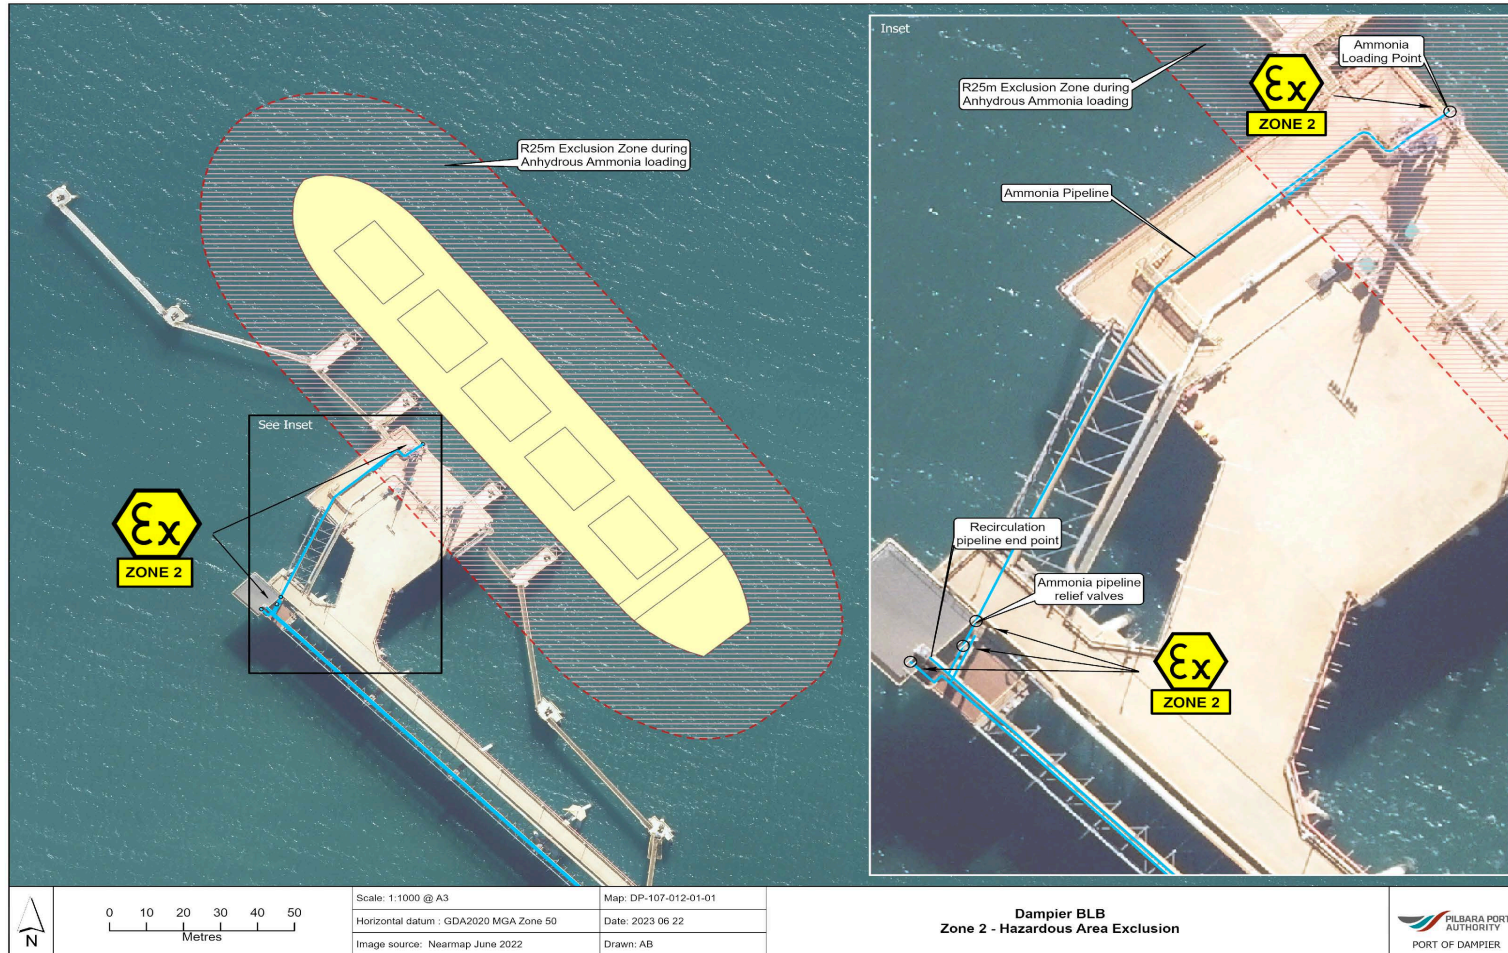 R25m Exclusion Zone during
Anhydrous Ammonia loading
See Inset
Ex
ZONE 2
Inset
Ammonia
Loading Point
R25m Exclusion Zone during
Anhydrous Ammonia loading
Ex
ZONE 2
Ammonia Pipeline
Recirculation
pipeline end point
Ammonia pipeline
relief valves
Ex
ZONE 2
N
0 10 20 30 40 50
Metres
Scale: 1:1000 @ A3
Horizontal datum : GDA2020 MGA Zone 50
Image source: Nearmap June 2022
Map: DP-107-012-01-01
Date: 2023 06 22
Drawn: AB
Dampier BLB
Zone 2 - Hazardous Area Exclusion
PILBARA PORT
AUTHORITY
PORT OF DAMPIER